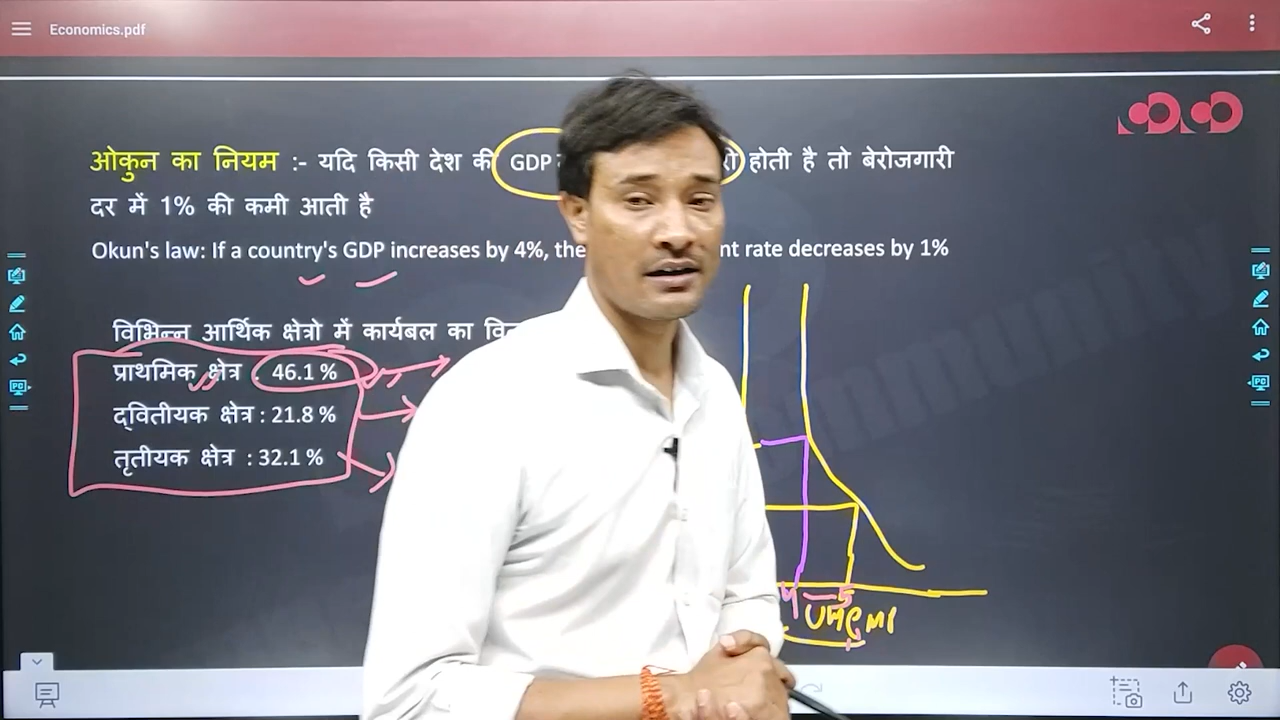 Economics.pdf
ओकुन का नियम :- यदि किसी देश की GDP होती है तो बेरोजगारी
दर में 1% की कमी आती है
Okun's law: If a country's GDP increases by 4%, the nt rate decreases by 1%
विभिन्न आर्थिक क्षेत्रो में कार्यबल का
प्राथमिक क्षेत्र : 46.1 %
द्वितीयक क्षेत्र : 21.8 %
तृतीयक क्षेत्र : 32.1 %